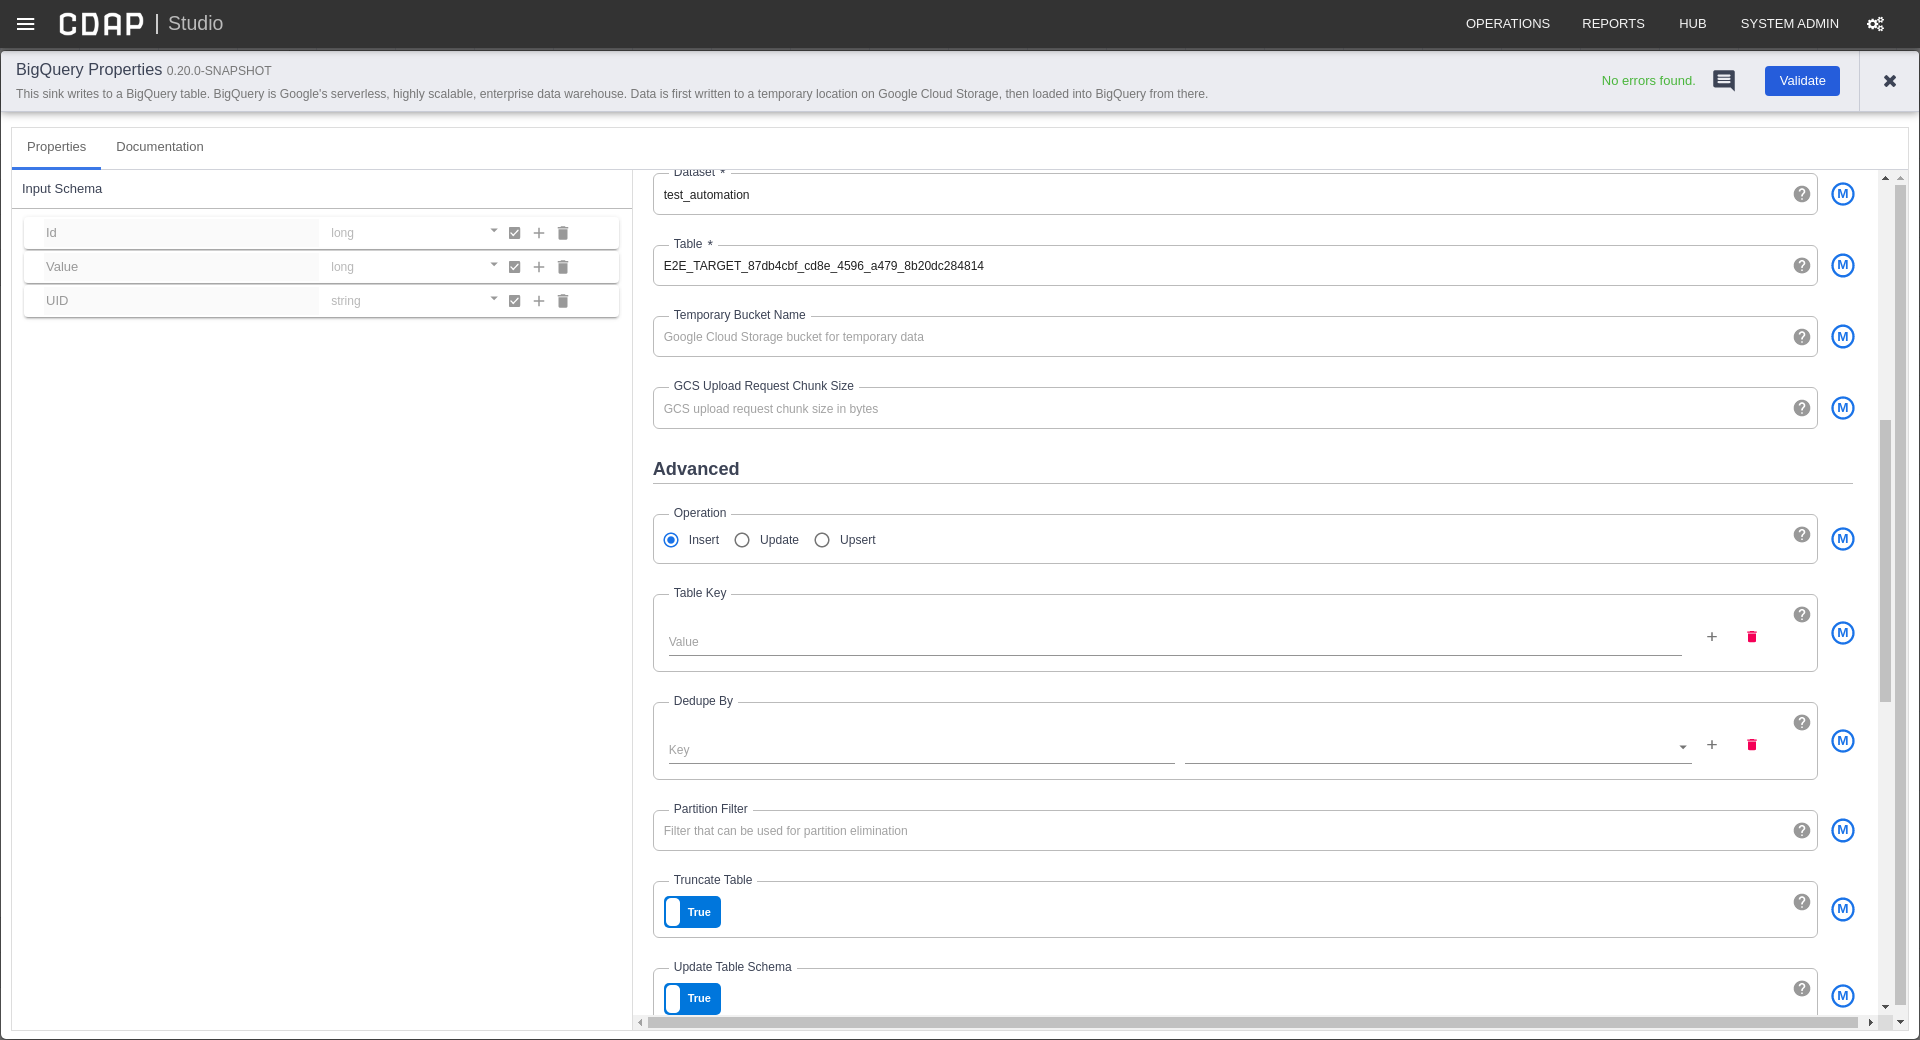 CDAP | Studio
OPERATIONS REPORTS HUB SYSTEM ADMIN
BigQuery Properties 0.20.0-SNAPSHOT
This sink writes to a BigQuery table. BigQuery is Google's serverless, highly scalable, enterprise data warehouse. Data is first written to a temporary location on Google Cloud Storage, then loaded into BigQuery from there.
No errors found.
Validate
Properties Documentation
Input Schema
Id long
Value long
UID string
Dataset *
test_automation
M
Table *
E2E_TARGET_87db4cbf_cd8e_4596_a479_8b20dc284814
M
Temporary Bucket Name
Google Cloud Storage bucket for temporary data
M
GCS Upload Request Chunk Size
GCS upload request chunk size in bytes
M
Advanced
Operation
Insert Update Upsert
M
Table Key
Value
M
Dedupe By
Key
M
Partition Filter
Filter that can be used for partition elimination
M
Truncate Table
True
M
Update Table Schema
True
M